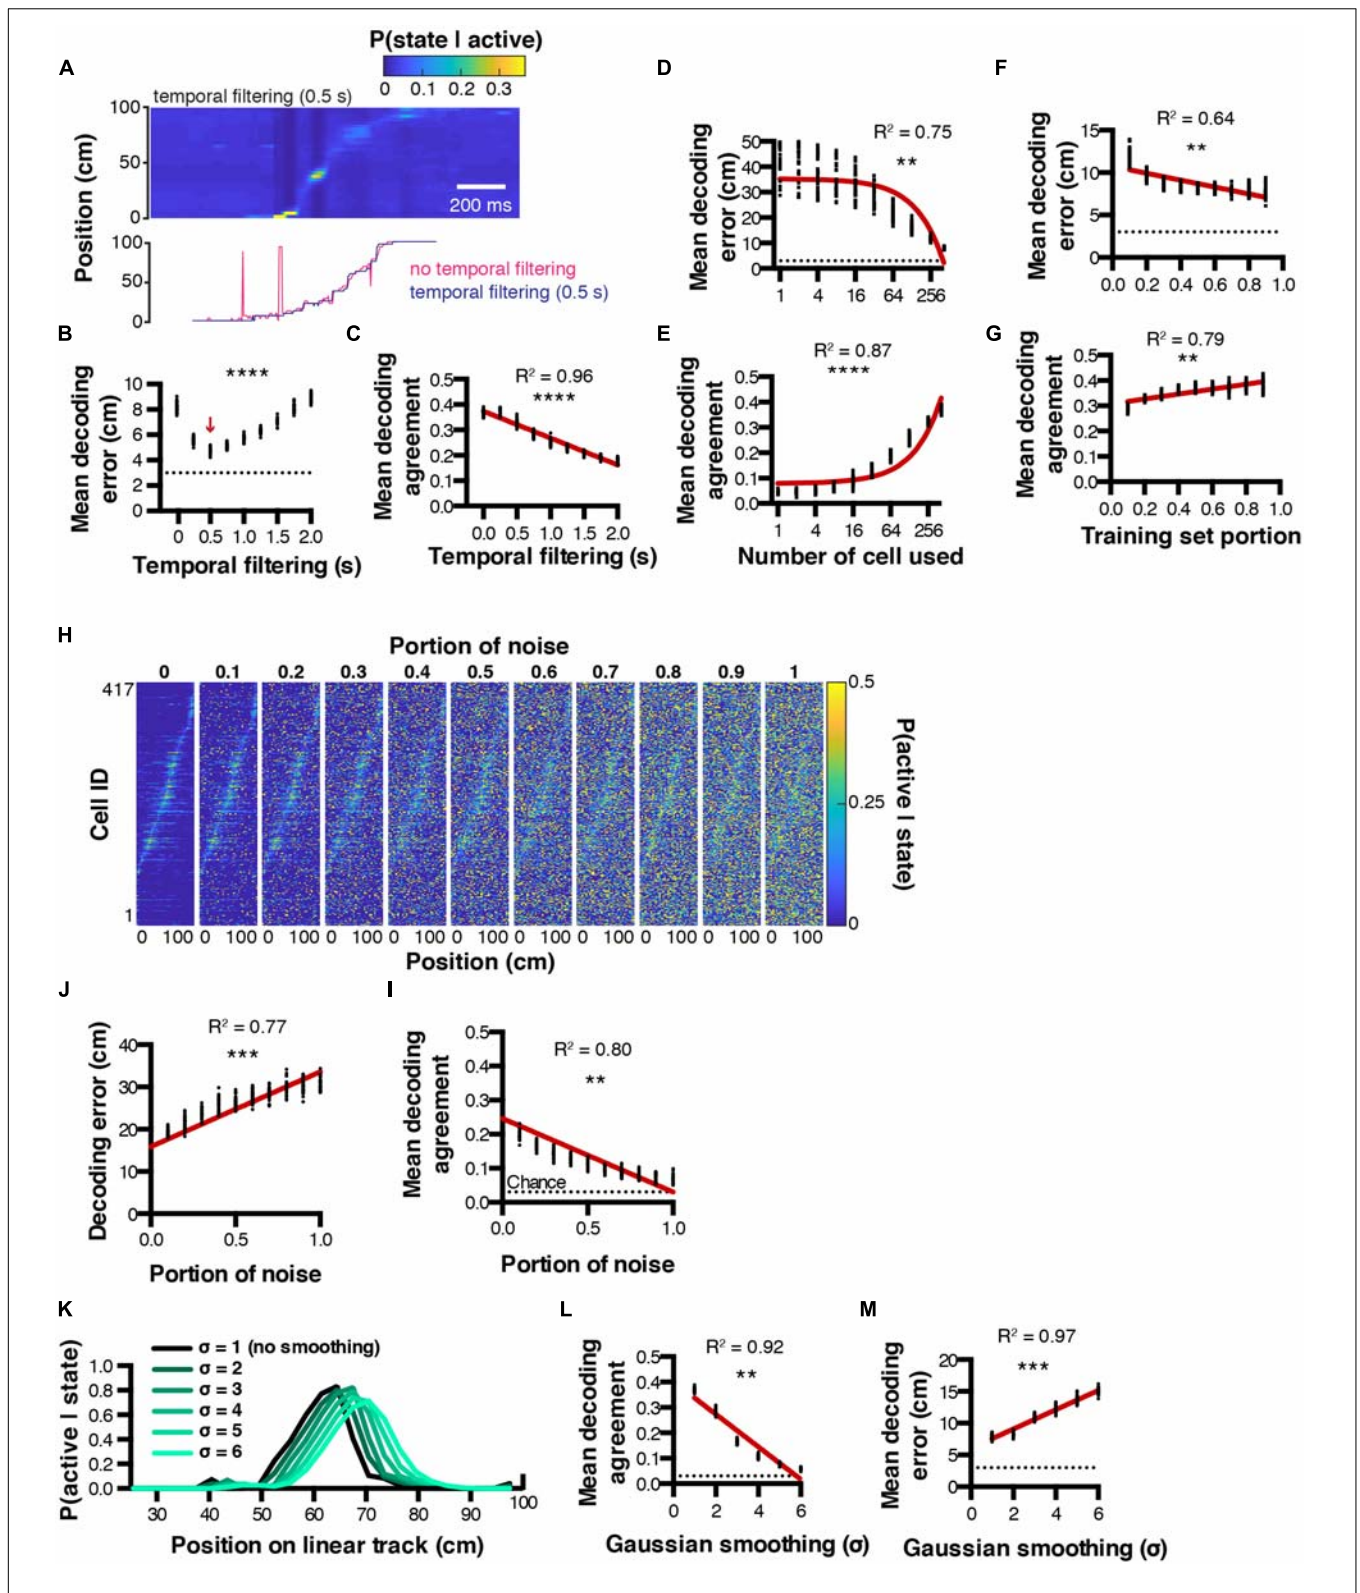 P(state | active)
0 0.1 0.2 0.3
A
temporal filtering (0.5 s)
Position (cm)
100
50
0
200 ms
100
50
0
no temporal filtering
temporal filtering (0.5 s)
B
Mean decoding error (cm)
****
10
8
6
4
2
0
0 0.5 1.0 1.5 2.0
Temporal filtering (s)
C
Mean decoding agreement
R² = 0.96
****
0.5
0.4
0.3
0.2
0.1
0.0
0.0 0.5 1.0 1.5 2.0
Temporal filtering (s)
D
Mean decoding error (cm)
R² = 0.75
**
50
40
30
20
10
0
1 4 16 64 256
E
Mean decoding agreement
R² = 0.87
****
0.5
0.4
0.3
0.2
0.1
0.0
1 4 16 64 256
Number of cell used
F
Mean decoding error (cm)
R² = 0.64
**
15
10
5
0
0.0 0.2 0.4 0.6 0.8 1.0
G
Mean decoding agreement
R² = 0.79
**
0.5
0.4
0.3
0.2
0.1
0.0
0.0 0.2 0.4 0.6 0.8 1.0
Training set portion
H
Portion of noise
0 0.1 0.2 0.3 0.4 0.5 0.6 0.7 0.8 0.9 1
417
Cell ID
1
0 100 0 100 0 100 0 100 0 100 0 100 0 100 0 100 0 100 0 100 0 100
Position (cm)
0.5
0.25
0
P(active | state)
J
Decoding error (cm)
R² = 0.77
***
40
30
20
10
0
0.0 0.5 1.0
Portion of noise
I
Mean decoding agreement
R² = 0.80
**
0.5
0.4
0.3
0.2
0.1
0.0
Chance
0.0 0.5 1.0
Portion of noise
K
P(active | state)
σ = 1 (no smoothing)
σ = 2
σ = 3
σ = 4
σ = 5
σ = 6
1.0
0.8
0.6
0.4
0.2
0.0
30 40 50 60 70 80 90 100
Position on linear track (cm)
L
Mean decoding agreement
R² = 0.92
**
0.5
0.4
0.3
0.2
0.1
0.0
0 2 4 6
Gaussian smoothing (σ)
M
Mean decoding error (cm)
R² = 0.97
***
20
15
10
5
0
0 2 4 6
Gaussian smoothing (σ)